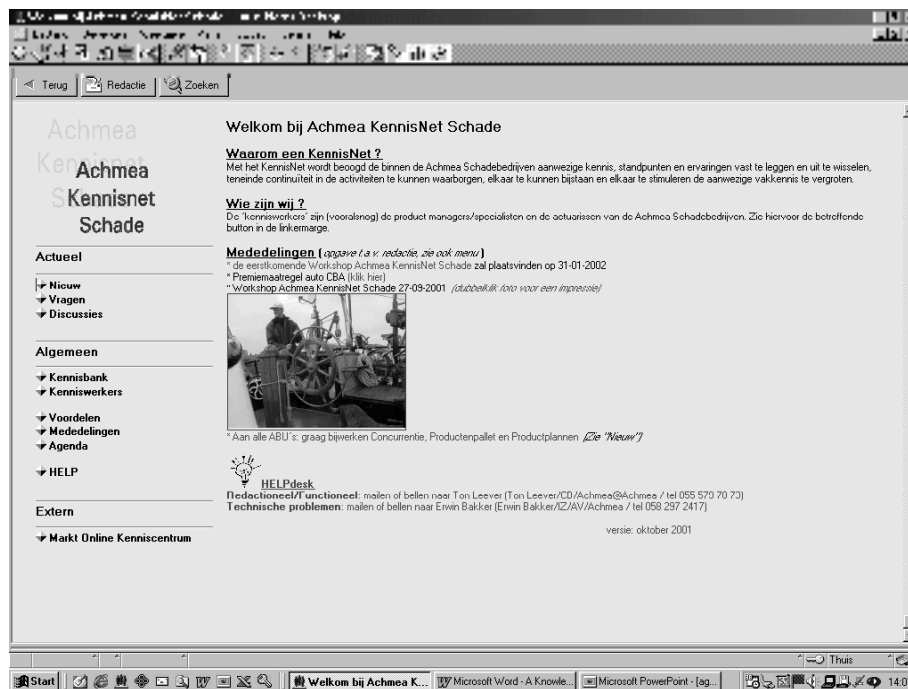 Terug Redactie Zoeken
Achmea
Kennisnet
Achmea
Kennisnet
Schade
Actueel
Nieuw
Vragen
Discussies
Algemeen
Kennisbank
Kenniswerkers
Voordelen
Mededelingen
Agenda
HELP
Extern
Markt Online Kenniscentrum
Welkom bij Achmea KennisNet Schade
Waarom een KennisNet ?
Met het KennisNet wordt beoogd de binnen de Achmea Schadebedrijven aanwezige kennis, standpunten en ervaringen vast te leggen en uit te wisselen,
teneinde continuïteit in de activiteiten te kunnen waarborgen, elkaar te kunnen bijstaan en elkaar te stimuleren de aanwezige vakkennis te vergroten.
Wie zijn wij ?
De 'kenniswerkers' zijn (vooralsnog) de product managers/specialisten en de actuarissen van de Achmea Schadebedrijven. Zie hiervoor de betreffende
button in de linkermarge.
Mededelingen ( opgave t.a.v. redactie, zie ook menu )
* de eerstkomende Workshop Achmea KennisNet Schade zal plaatsvinden op 31-01-2002
* Premiemaatregel auto CBA (klik hier)
* Workshop Achmea KennisNet Schade 27-09-2001 (dubbelklik foto voor een impressie)
* Aan alle ABU's: graag bijwerken Concurrentie, Productenpallet en Productplannen (Zie "Nieuw")
HELPdesk
Redactioneel/Functioneel: mailen of bellen naar Ton Leever (Ton Leever/CD/Achmea@Achmea / tel 055 579 70 70)
Technische problemen: mailen of bellen naar Erwin Bakker (Erwin Bakker/IZ/AV/Achmea / tel 058 297 2417)
versie: oktober 2001
Thuis
Start Welkom bij Achmea K... Microsoft Word - A Knowle... Microsoft PowerPoint - [ag... 14:0